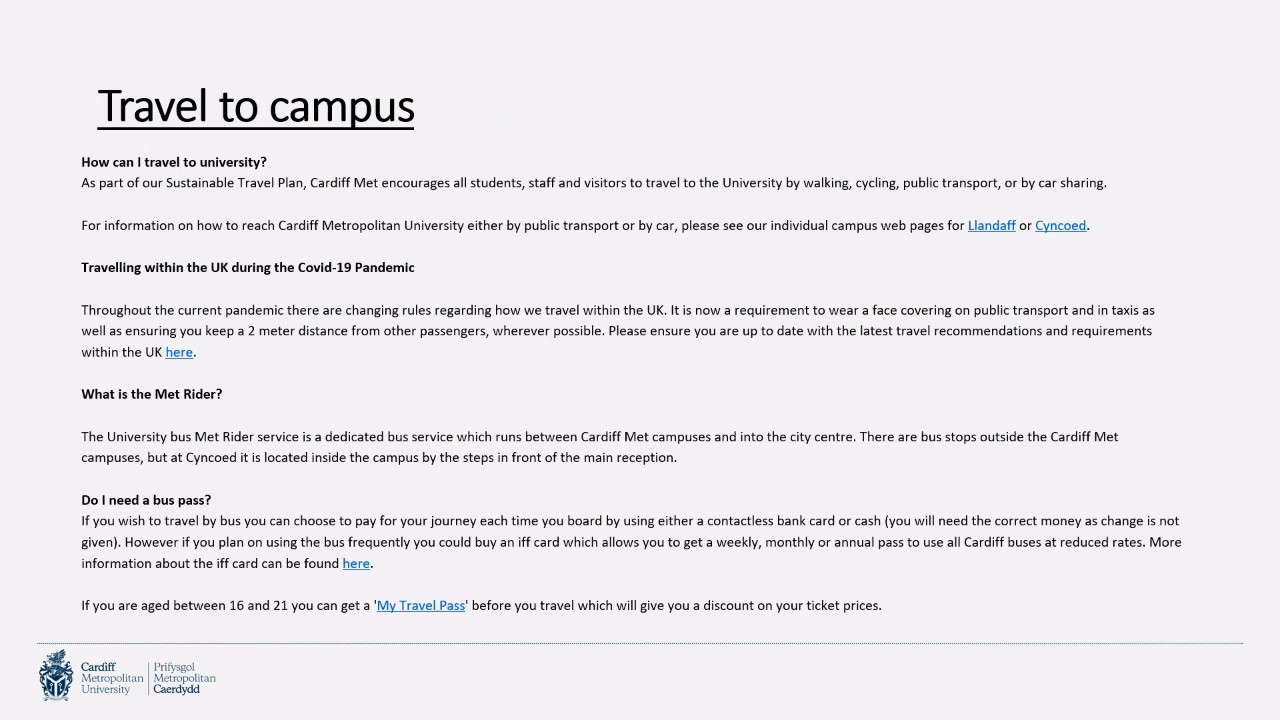 Travel to campus
How can I travel to university?
As part of our Sustainable Travel Plan, Cardiff Met encourages all students, staff and visitors to travel to the University by walking, cycling, public transport, or by car sharing.
For information on how to reach Cardiff Metropolitan University either by public transport or by car, please see our individual campus web pages for Llandaff or Cyncoed.
Travelling within the UK during the Covid-19 Pandemic
Throughout the current pandemic there are changing rules regarding how we travel within the UK. It is now a requirement to wear a face covering on public transport and in taxis as
well as ensuring you keep a 2 meter distance from other passengers, wherever possible. Please ensure you are up to date with the latest travel recommendations and requirements
within the UK here.
What is the Met Rider?
The University bus Met Rider service is a dedicated bus service which runs between Cardiff Met campuses and into the city centre. There are bus stops outside the Cardiff Met
campuses, but at Cyncoed it is located inside the campus by the steps in front of the main reception.
Do I need a bus pass?
If you wish to travel by bus you can choose to pay for your journey each time you board by using either a contactless bank card or cash (you will need the correct money as change is not
given). However if you plan on using the bus frequently you could buy an iff card which allows you to get a weekly, monthly or annual pass to use all Cardiff buses at reduced rates. More
information about the iff card can be found here.
If you are aged between 16 and 21 you can get a 'My Travel Pass' before you travel which will give you a discount on your ticket prices.
Cardiff
Metropolitan
University
Prifysgol
Metropolitan
Caerdydd